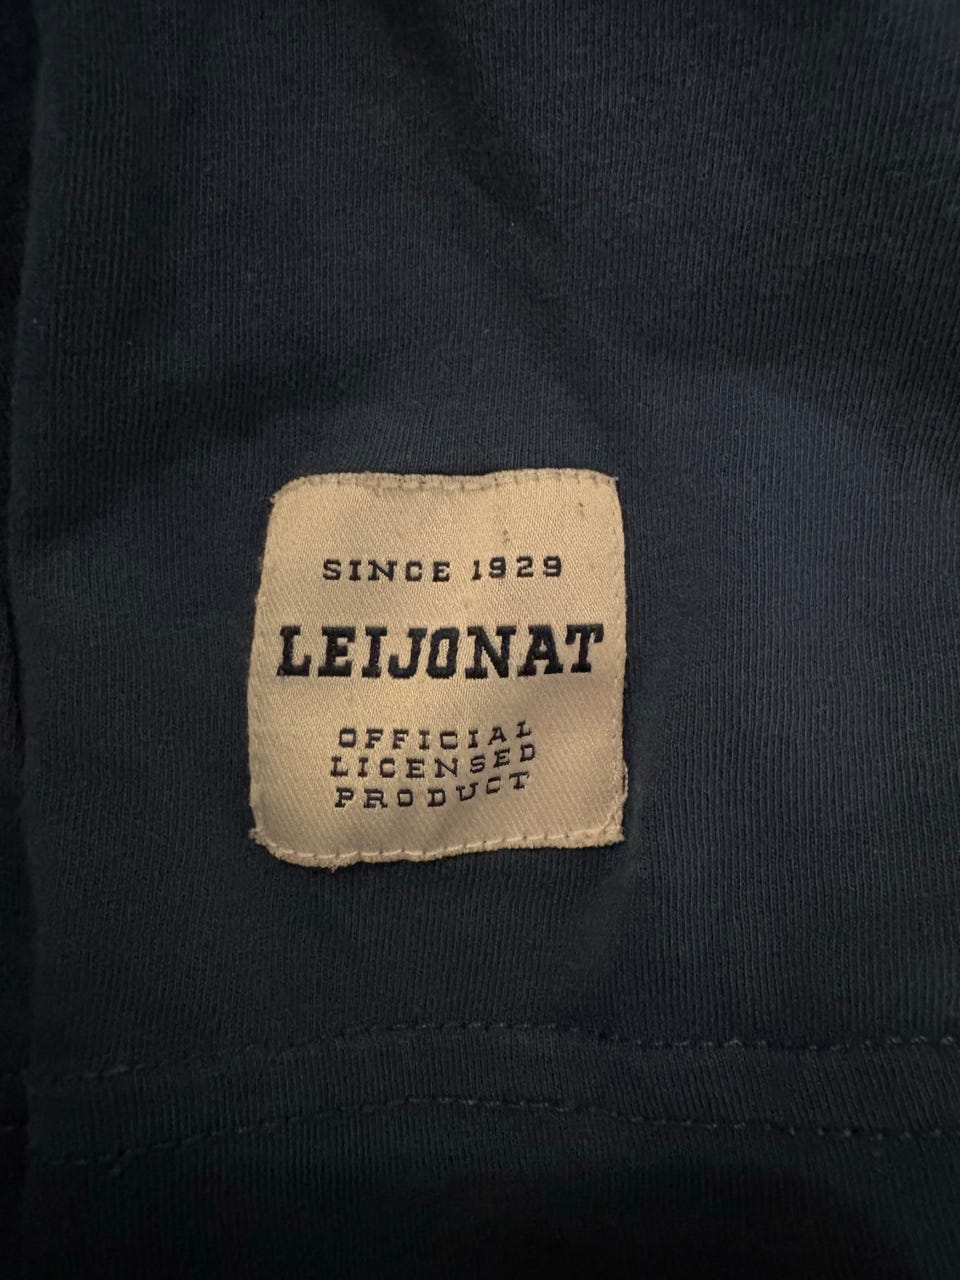 SINCE 1929
LEIJONAT
OFFICIAL
LICENSED
PRODUCT